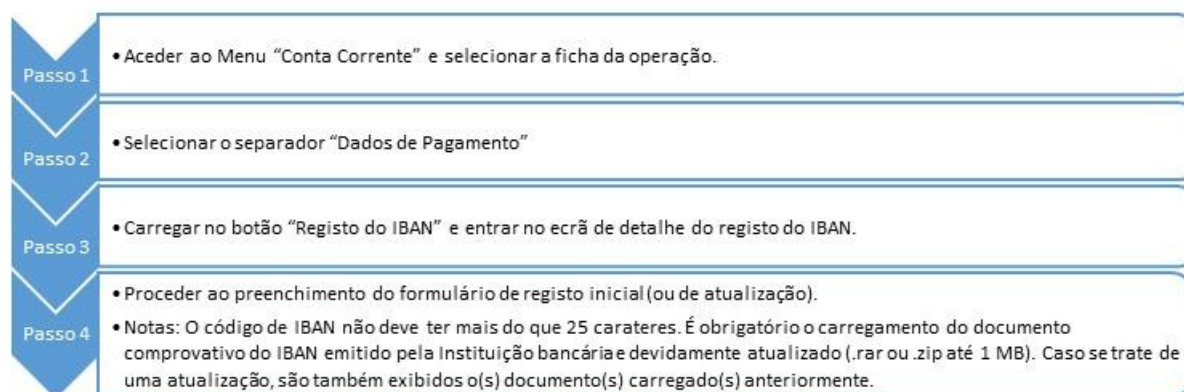 Passo 1
• Aceder ao Menu “Conta Corrente” e selecionar a ficha da operação.
Passo 2
• Selecionar o separador “Dados de Pagamento”
Passo 3
• Carregar no botão “Registo do IBAN” e entrar no ecrã de detalhe do registo do IBAN.
Passo 4
• Proceder ao preenchimento do formulário de registo inicial (ou de atualização).
• Notas: O código de IBAN não deve ter mais do que 25 carateres. É obrigatório o carregamento do documento
comprovativo do IBAN emitido pela Instituição bancária e devidamente atualizado (.rar ou .zip até 1 MB). Caso se trate de
uma atualização, são também exibidos o(s) documento(s) carregado(s) anteriormente.